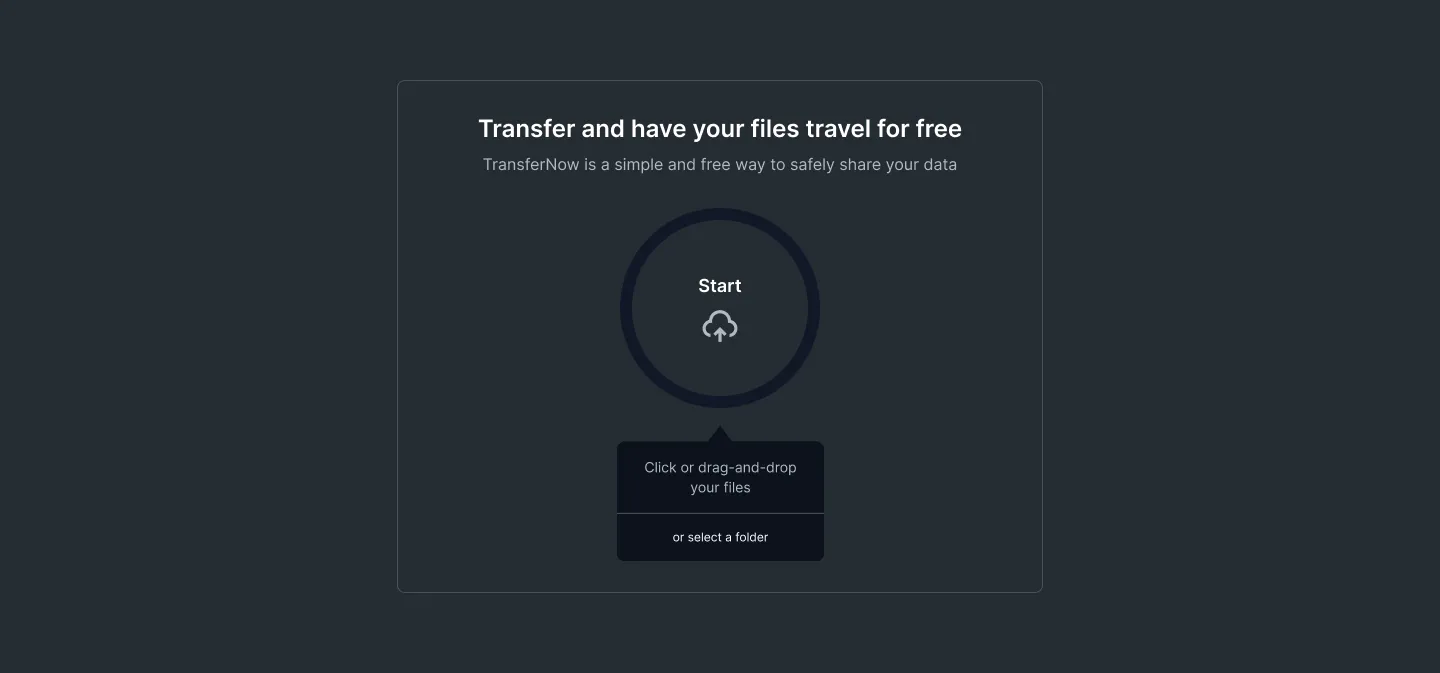 Transfer and have your files travel for free
TransferNow is a simple and free way to safely share your data
Start
Click or drag-and-drop
your files
or select a folder